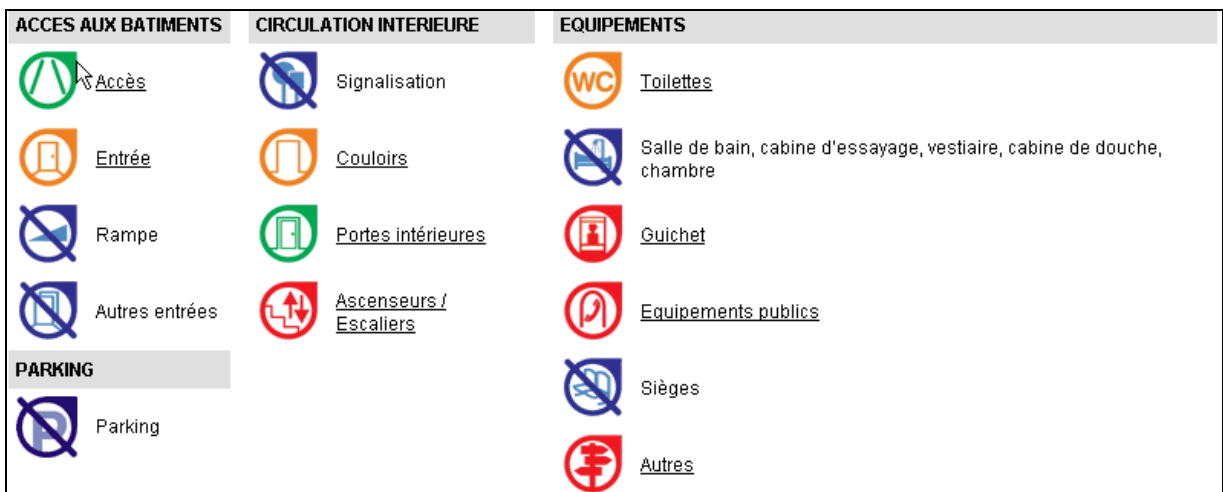 ACCES AUX BATIMENTS
Accès
Entrée
Rampe
Autres entrées
PARKING
P
Parking
CIRCULATION INTERIEURE
Signalisation
Couloirs
Portes intérieures
Ascenseurs /
Escaliers
EQUIPEMENTS
WC
Toilettes
Salle de bain, cabine d'essayage, vestiaire, cabine de douche,
chambre
Guichet
Equipements publics
Sièges
Autres